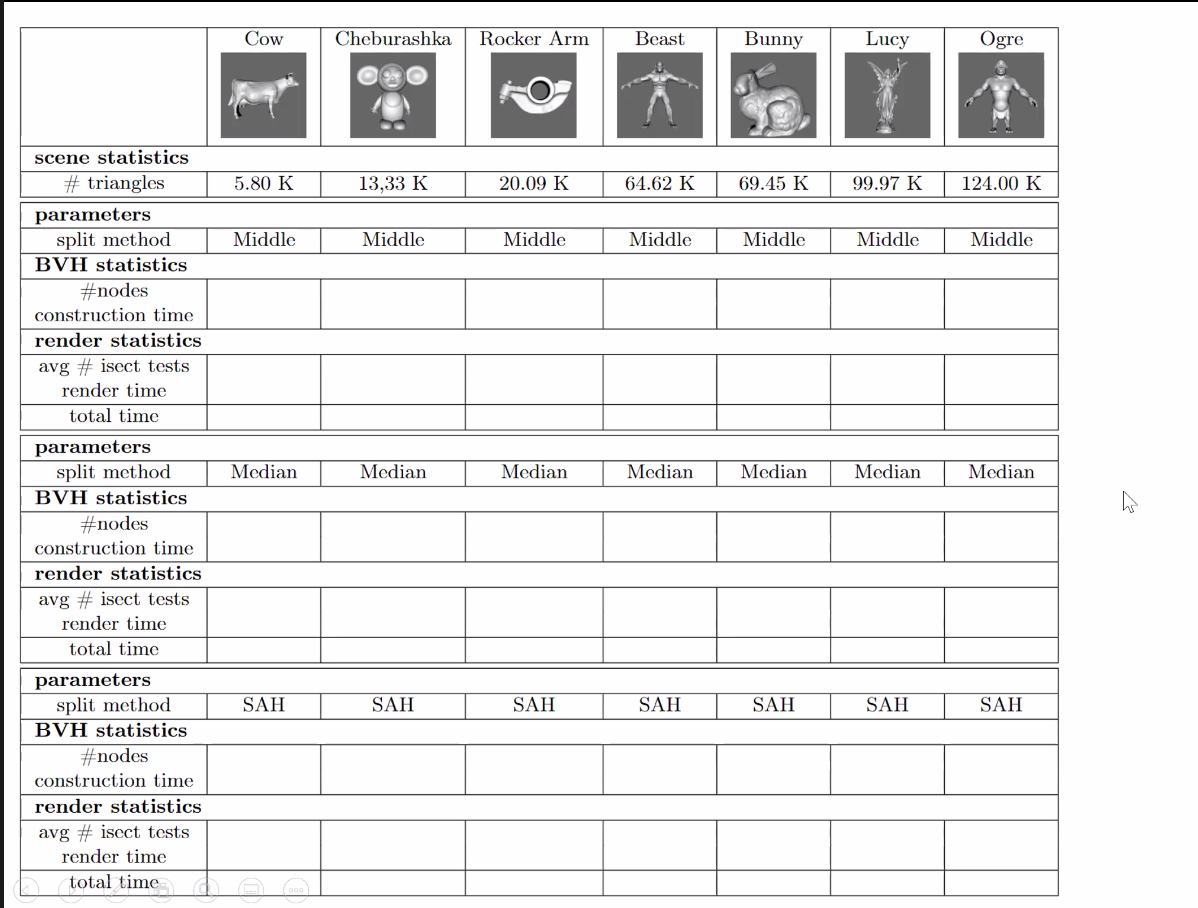 Cow Cheburashka Rocker Arm Beast Bunny Lucy Ogre
scene statistics
# triangles 5.80 K 13,33 K 20.09 K 64.62 K 69.45 K 99.97 K 124.00 K
parameters
split method Middle Middle Middle Middle Middle Middle Middle
BVH statistics
#nodes
construction time
render statistics
avg # isect tests
render time
total time
parameters
split method Median Median Median Median Median Median Median
BVH statistics
#nodes
construction time
render statistics
avg # isect tests
render time
total time
parameters
split method SAH SAH SAH SAH SAH SAH SAH
BVH statistics
#nodes
construction time
render statistics
avg # isect tests
render time
total time